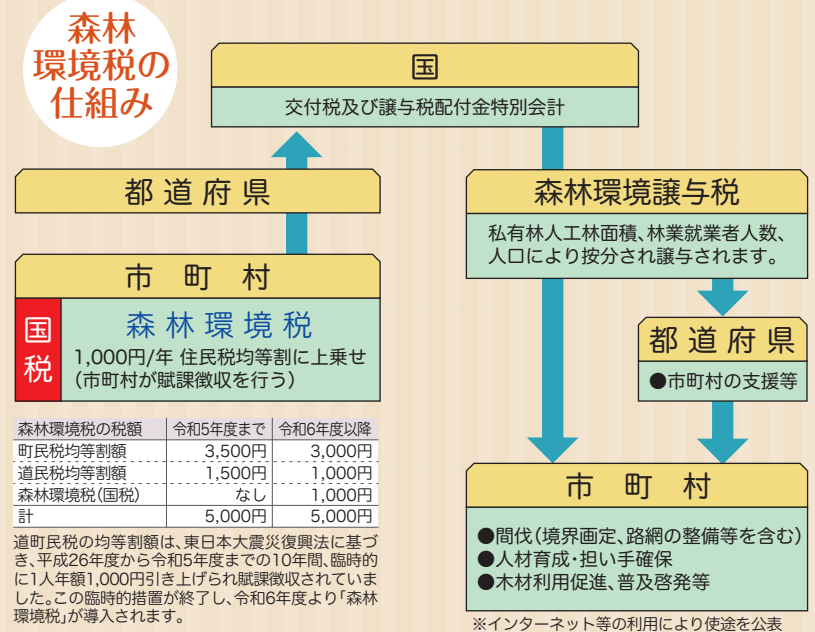 森林
環境税の
仕組み
国
交付税及び譲与税配付金特別会計
都道府県
市町村
国税
森林環境税
1,000円/年 住民税均等割に上乗せ
(市町村が賦課徴収を行う)
森林環境税の税額 令和5年度まで 令和6年度以降
町民税均等割額 3,500円 3,000円
道民税均等割額 1,500円 1,000円
森林環境税(国税) なし 1,000円
計 5,000円 5,000円
道町民税の均等割額は、東日本大震災復興法に基づ
き、平成26年度から令和5年度までの10年間、臨時的
に1人年額1,000円引き上げられ賦課徴収されていま
した。この臨時的措置が終了し、令和6年度より「森林
環境税」が導入されます。
森林環境譲与税
私有林人工林面積、林業就業者人数、
人口により按分され譲与されます。
都道府県
●市町村の支援等
市町村
●間伐(境界画定、路網の整備等を含む)
●人材育成・担い手確保
●木材利用促進、普及啓発等
※インターネット等の利用により使途を公表